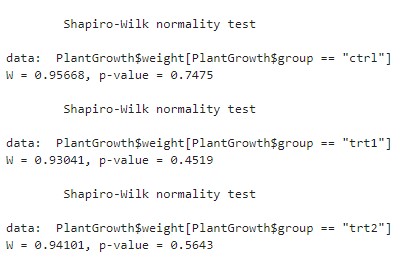 Shapiro-Wilk normality test
data:  PlantGrowth$weight[PlantGrowth$group == "ctrl"]
W = 0.95668, p-value = 0.7475
Shapiro-Wilk normality test
data:  PlantGrowth$weight[PlantGrowth$group == "trt1"]
W = 0.93041, p-value = 0.4519
Shapiro-Wilk normality test
data:  PlantGrowth$weight[PlantGrowth$group == "trt2"]
W = 0.94101, p-value = 0.5643